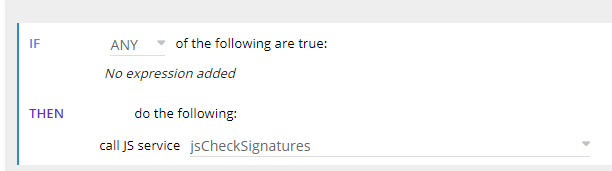 IF ANY of the following are true:
No expression added
THEN do the following:
call JS service jsCheckSignatures